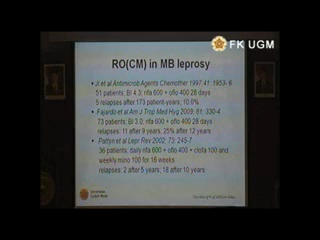 FK UGM
RO(CM) in MB leprosy
• Ji et al Antimicrob Agents Chemother 1997 41: 1953- 6
51 patients; BI 4.3; rifa 600 + oflo 400 28 days
5 relapses after 173 patient-years; 10.0%
• Fajardo et al Am J Trop Med Hyg 2009; 81: 330-4
73 patients; BI 3.0; rifa 600 + oflo 400 28 days
relapses: 11 after 9 years; 25% after 12 years
• Pattyn et al Lepr Rev 2002; 73: 245-7
36 patients; daily rifa 600 + oflo 400 + clofa 100 and
weekly mino 100 for 16 weeks
relapses: 2 after 5 years; 18 after 10 years